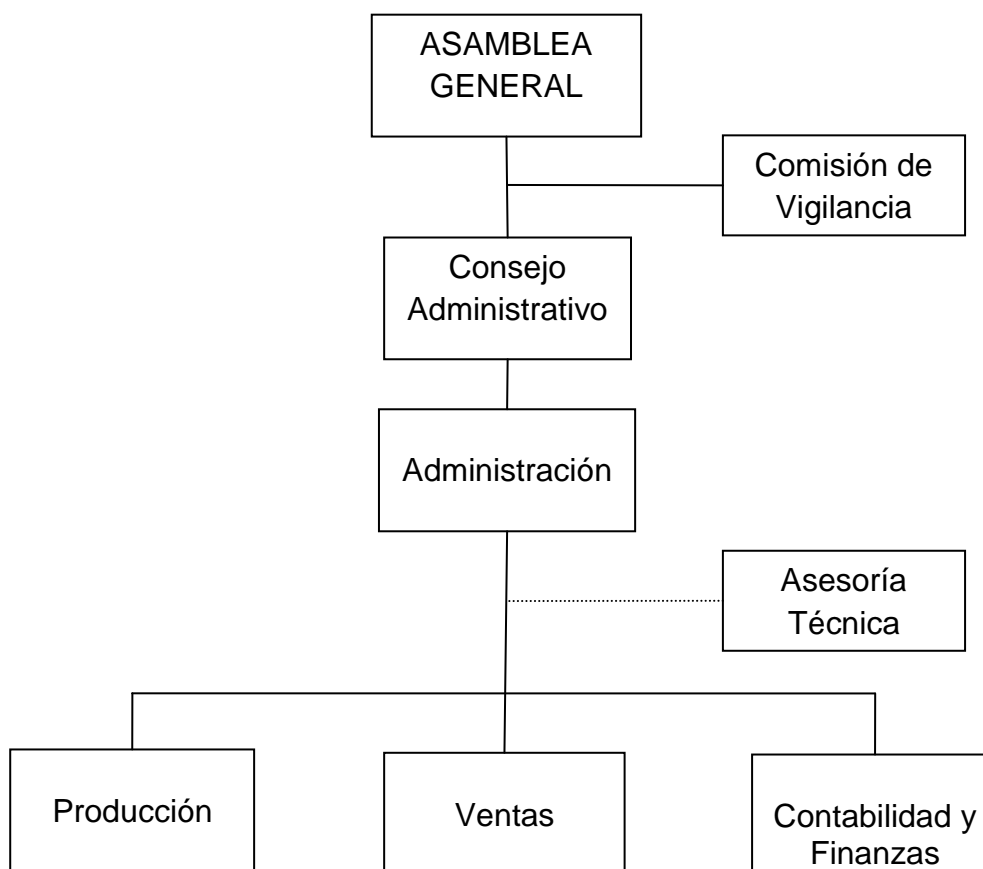 ASAMBLEA
GENERAL
Comisión de
Vigilancia
Consejo
Administrativo
Administración
Asesoría
Técnica
Producción
Ventas
Contabilidad y
Finanzas